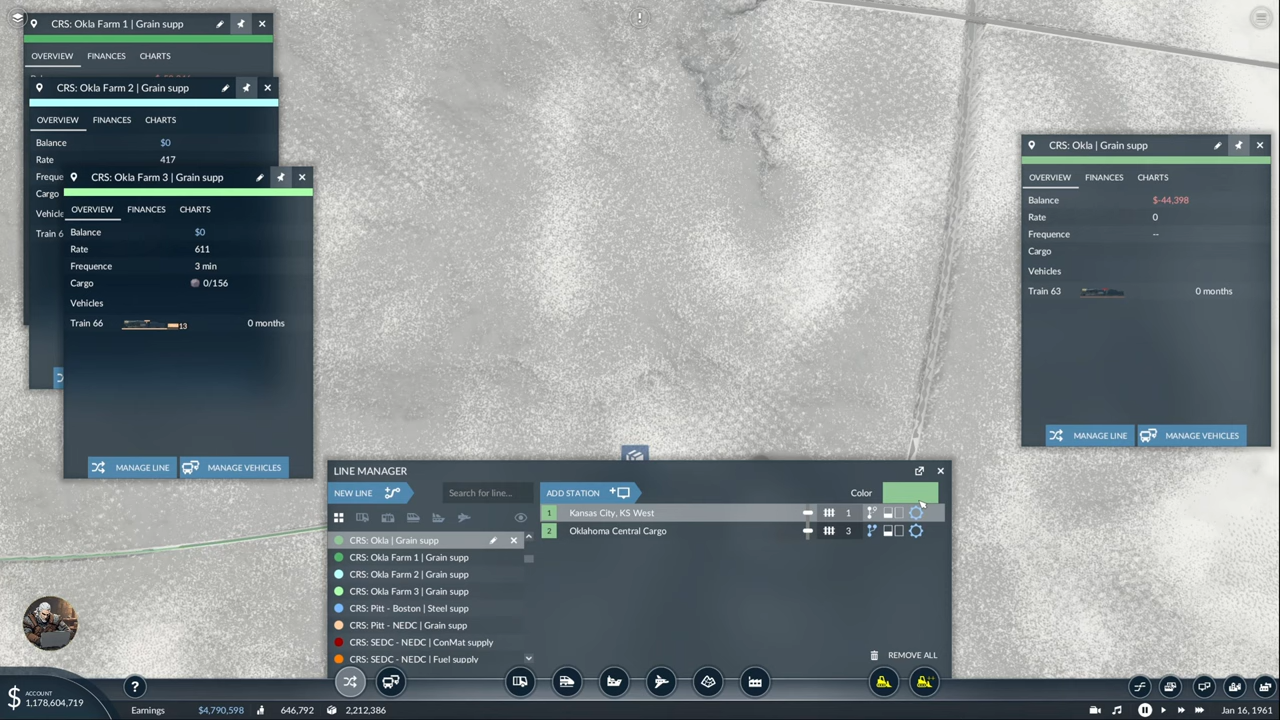 CRS: Okla Farm 1 | Grain supp
OVERVIEW FINANCES CHARTS
CRS: Okla Farm 2 | Grain supp
OVERVIEW FINANCES CHARTS
Balance $0
Rate 417
Cargo
Train 6
CRS: Okla Farm 3 | Grain supp
OVERVIEW FINANCES CHARTS
Balance $0
Rate 611
Frequency 3 min
Cargo 0/156
Vehicles
Train 66 13 0 months
MANAGE LINE MANAGE VEHICLES
CRS: Okla | Grain supp
OVERVIEW FINANCES CHARTS
Balance $-44,398
Rate 0
Frequency --
Cargo
Vehicles
Train 63 0 months
MANAGE LINE MANAGE VEHICLES
LINE MANAGER
NEW LINE Search for line... ADD STATION Color
1 Kansas City, KS West 1
2 Oklahoma Central Cargo 3
CRS: Okla | Grain supp
CRS: Okla Farm 1 | Grain supp
CRS: Okla Farm 2 | Grain supp
CRS: Okla Farm 3 | Grain supp
CRS: Pitt - Boston | Steel supp
CRS: Pitt - NEDC | Grain supp
CRS: SEDC - NEDC | ConMat supply
CRS: SEDC - NEDC | Fuel supply
REMOVE ALL
$ ACCOUNT 1,178,604,719
? Earnings $4,790,598 646,792 2,212,386 Jan 16, 1961